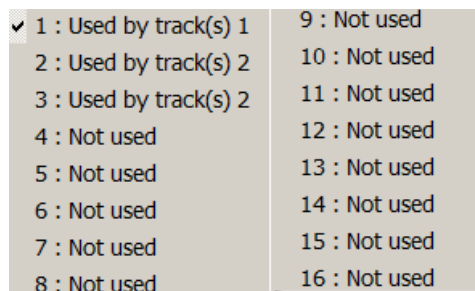 1 : Used by track(s) 1
2 : Used by track(s) 2
3 : Used by track(s) 2
4 : Not used
5 : Not used
6 : Not used
7 : Not used
8 : Not used
9 : Not used
10 : Not used
11 : Not used
12 : Not used
13 : Not used
14 : Not used
15 : Not used
16 : Not used